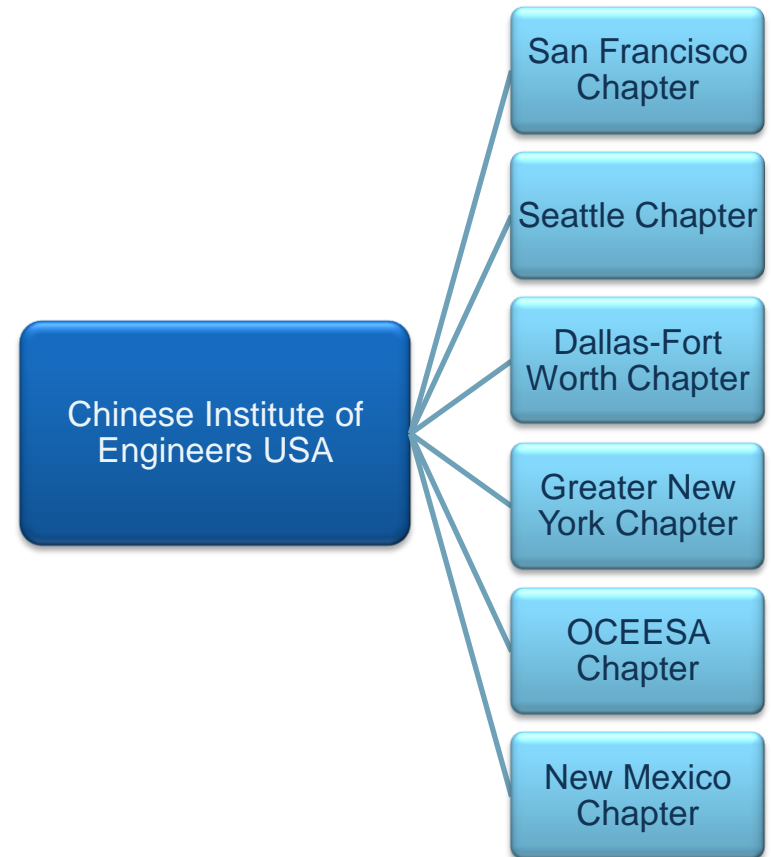 San Francisco
Chapter
Seattle Chapter
Dallas-Fort
Worth Chapter
Chinese Institute of
Engineers USA
Greater New
York Chapter
OCEESA
Chapter
New Mexico
Chapter